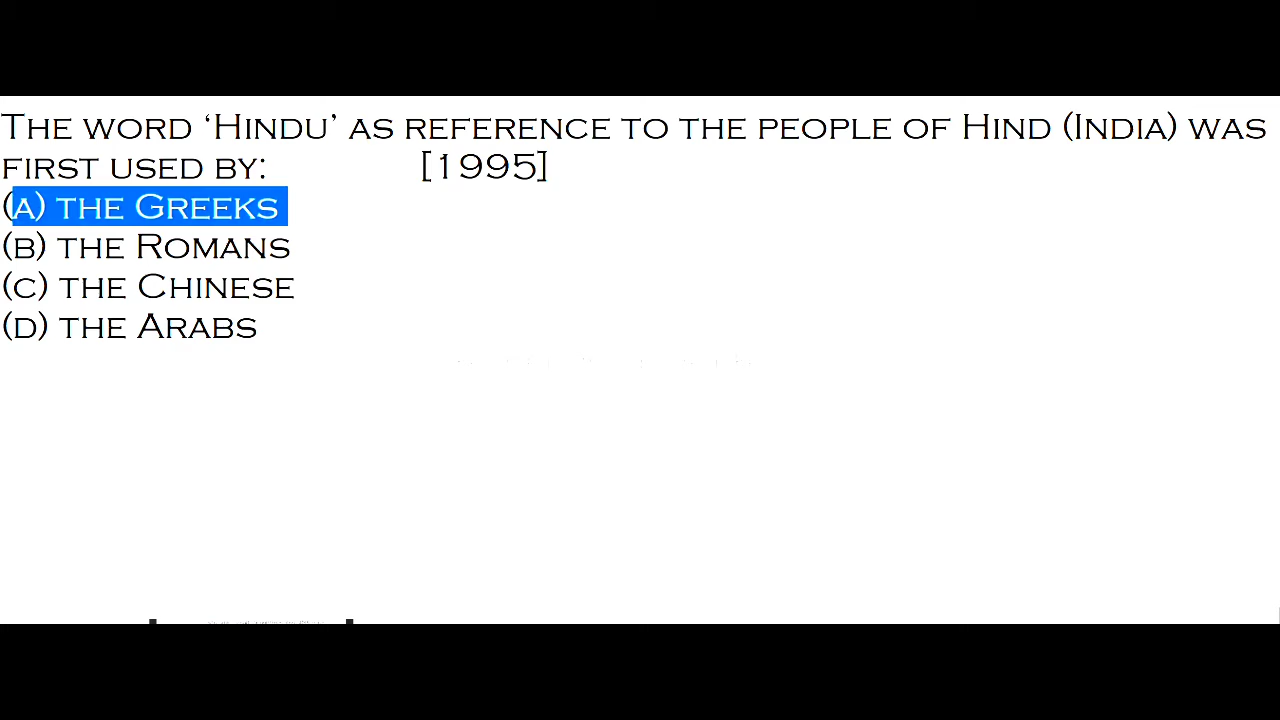 The word ‘Hindu’ as reference to the people of Hind (India) was
first used by: [1995]
(a) the Greeks
(b) the Romans
(c) the Chinese
(d) the Arabs